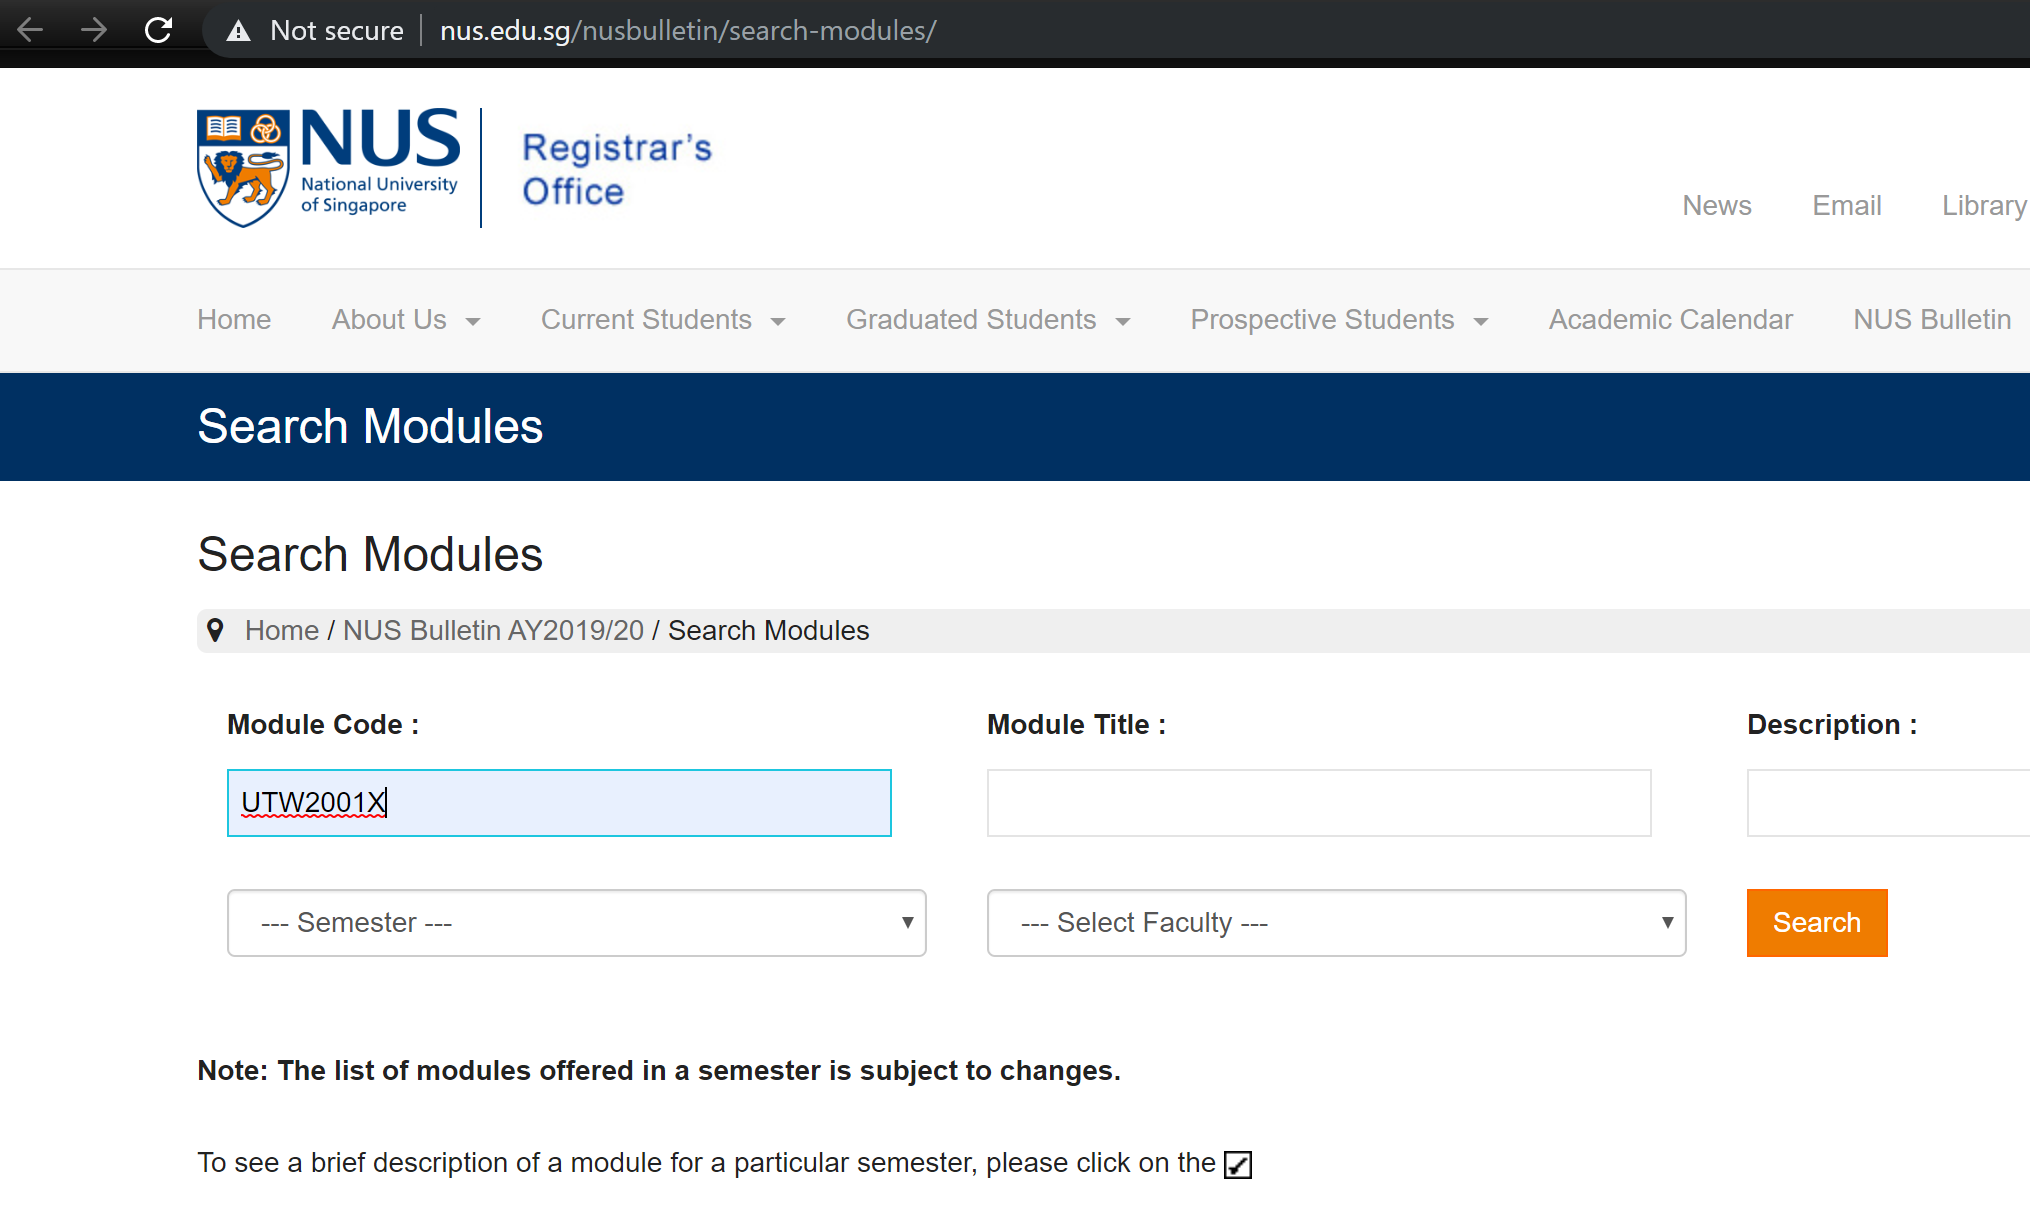 Not secure nus.edu.sg/nusbulletin/search-modules/
NUS
National University
of Singapore
Registrar's
Office
News Email Library
Home About Us Current Students Graduated Students Prospective Students Academic Calendar NUS Bulletin
Search Modules
Search Modules
Home / NUS Bulletin AY2019/20 / Search Modules
Module Code : Module Title : Description :
UTW2001X
--- Semester --- --- Select Faculty --- Search
Note: The list of modules offered in a semester is subject to changes.
To see a brief description of a module for a particular semester, please click on the